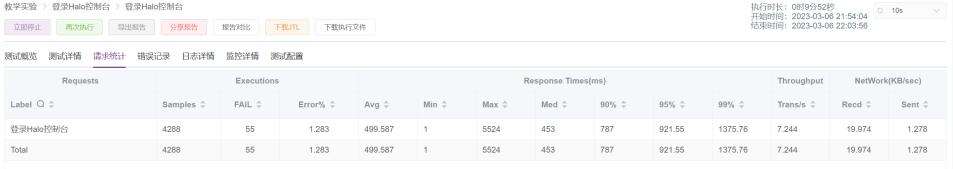 教学实验 > 登录Halo控制台 > 登录Halo控制台
执行时长：0时9分52秒
开始时间：2023-03-06 21:54:04
结束时间：2023-03-06 22:03:56
10s
立即停止 再次执行 导出报告 分享报告 报告对比 下载JTL 下载执行文件
测试概览 测试详情 请求统计 错误记录 日志详情 监控详情 测试配置
Requests Executions Response Times(ms) Throughput NetWork(KB/sec)
Label Samples FAIL Error% Avg Min Max Med 90% 95% 99% Trans/s Recd Sent
登录Halo控制台 4288 55 1.283 499.587 1 5524 453 787 921.55 1375.76 7.244 19.974 1.278
Total 4288 55 1.283 499.587 1 5524 453 787 921.55 1375.76 7.244 19.974 1.278